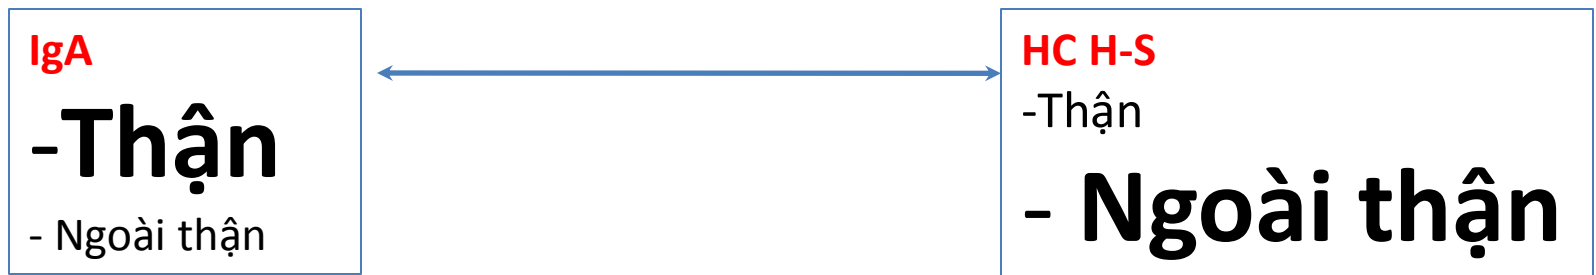 IgA
-Thận
- Ngoài thận
HC H-S
-Thận
- Ngoài thận